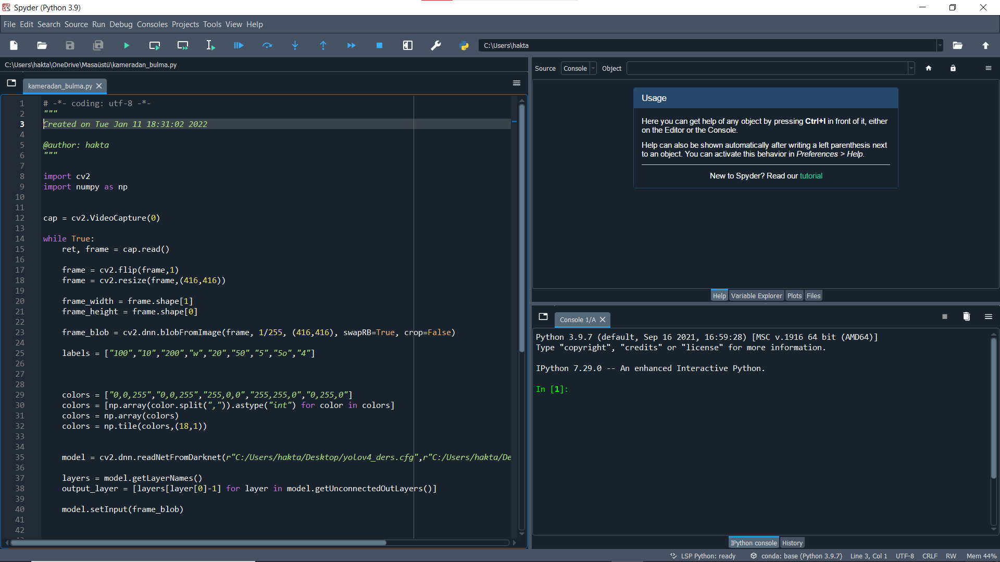 Spyder (Python 3.9)
File Edit Search Source Run Debug Consoles Projects Tools View Help
C:\Users\hakta
C:\Users\hakta\OneDrive\Masaüstü\kameradan_bulma.py
kameradan_bulma.py
1 # -*- coding: utf-8 -*-
2 """
3 Created on Tue Jan 11 18:31:02 2022
4
5 @author: hakta
6 """
7
8 import cv2
9 import numpy as np
10
11
12 cap = cv2.VideoCapture(0)
13
14 while True:
15     ret, frame = cap.read()
16
17     frame = cv2.flip(frame,1)
18     frame = cv2.resize(frame,(416,416))
19
20     frame_width = frame.shape[1]
21     frame_height = frame.shape[0]
22
23     frame_blob = cv2.dnn.blobFromImage(frame, 1/255, (416,416), swapRB=True, crop=False)
24
25     labels = ["100","10","200","w","20","50","5","5o","4"]
26
27
28
29     colors = ["0,0,255","0,0,255","255,0,0","255,255,0","0,255,0"]
30     colors = [np.array(color.split(",")).astype("int") for color in colors]
31     colors = np.array(colors)
32     colors = np.tile(colors,(18,1))
33
34
35     model = cv2.dnn.readNetFromDarknet(r"C:/Users/hakta/Desktop/yolov4_ders.cfg",r"C:/Users/hakta/De
36
37     layers = model.getLayerNames()
38     output_layer = [layers[layer[0]-1] for layer in model.getUnconnectedOutLayers()]
39
40     model.setInput(frame_blob)
41
42
Source Console Object
Usage
Here you can get help of any object by pressing Ctrl+I in front of it, either
on the Editor or the Console.
Help can also be shown automatically after writing a left parenthesis next
to an object. You can activate this behavior in Preferences > Help.
New to Spyder? Read our tutorial
Help Variable Explorer Plots Files
Console 1/A
Python 3.9.7 (default, Sep 16 2021, 16:59:28) [MSC v.1916 64 bit (AMD64)]
Type "copyright", "credits" or "license" for more information.
IPython 7.29.0 -- An enhanced Interactive Python.
In [1]:
IPython console History
LSP Python: ready conda: base (Python 3.9.7) Line 3, Col 1 UTF-8 CRLF RW Mem 44%